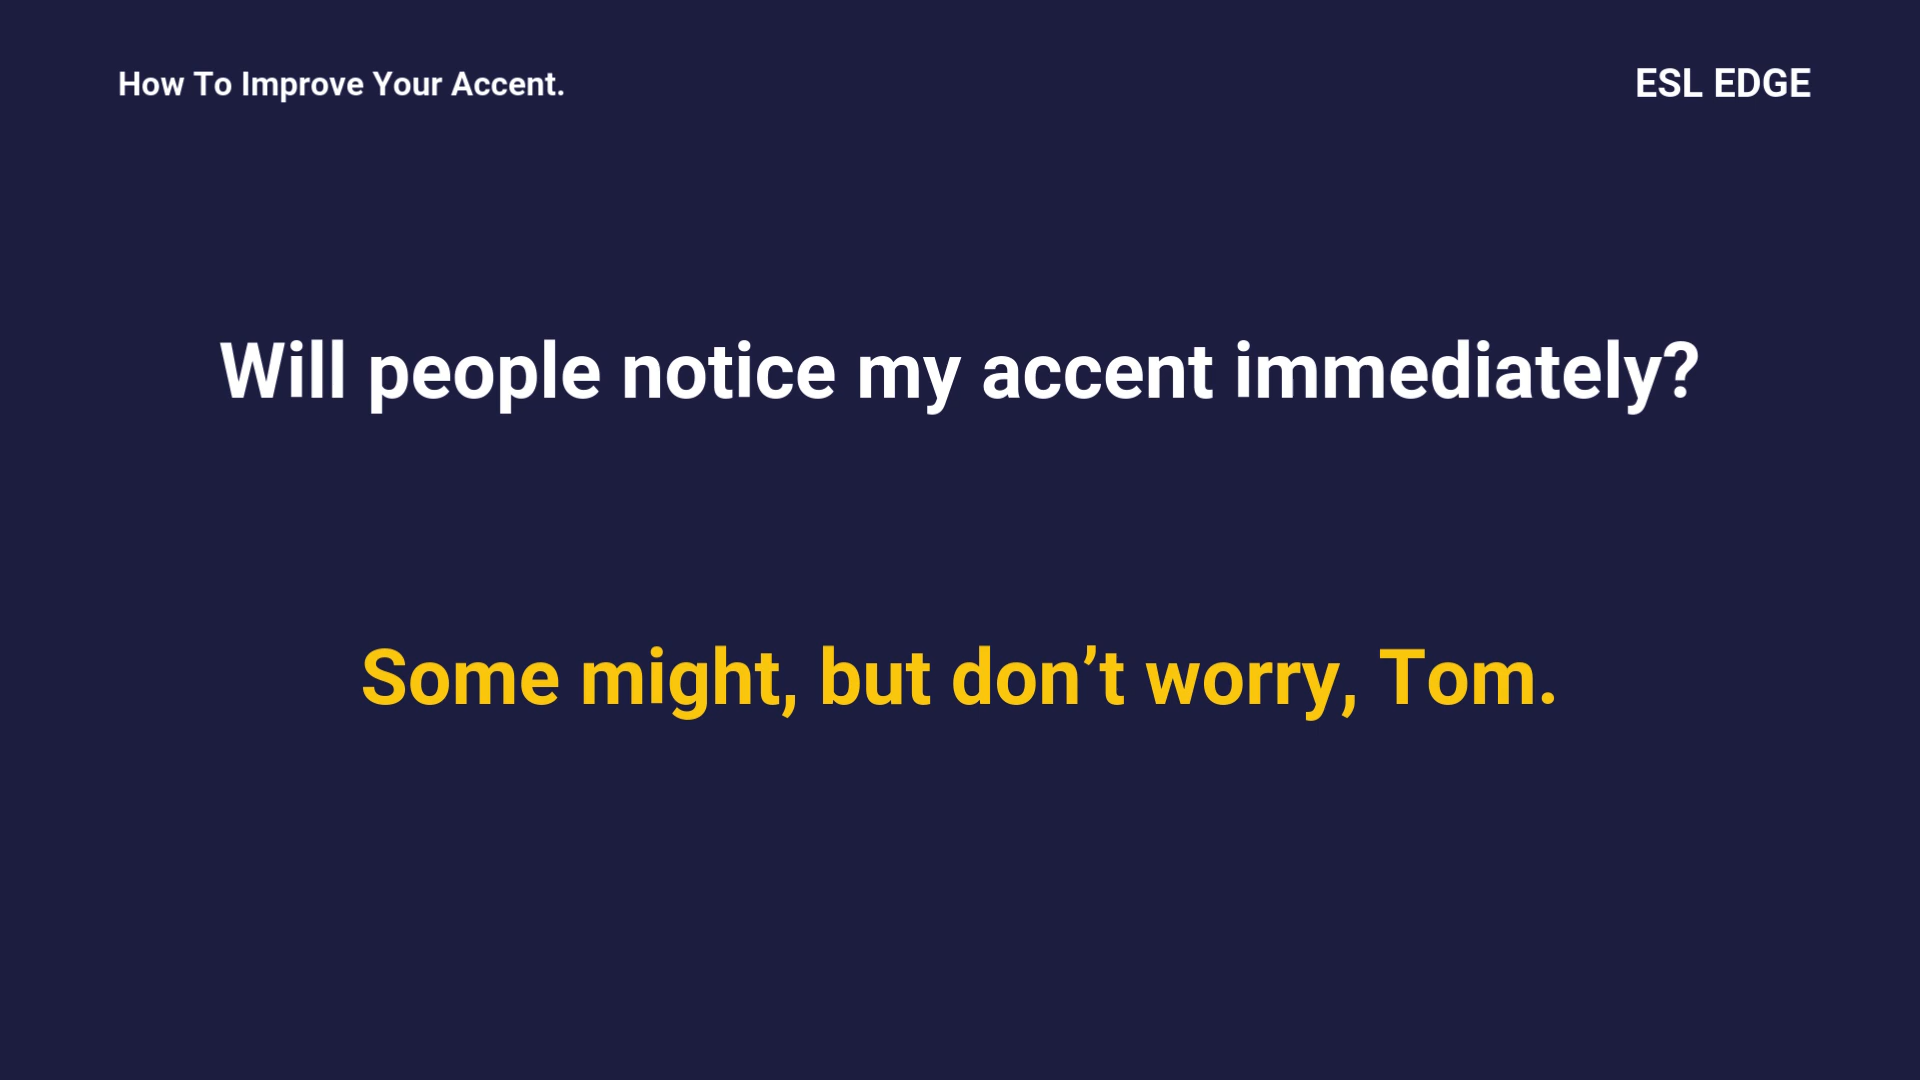 How To Improve Your Accent.
ESL EDGE
Will people notice my accent immediately?
Some might, but don’t worry, Tom.